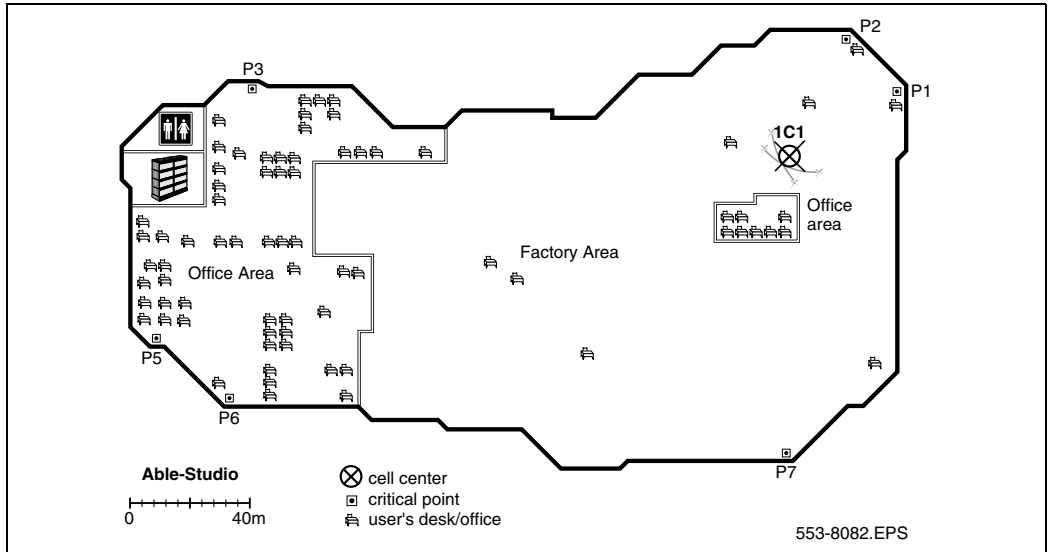 P2
P3
P1
1C1
Office
area
Factory Area
Office Area
P5
P6
P7
Able-Studio
0 40m
cell center
critical point
user's desk/office
553-8082.EPS